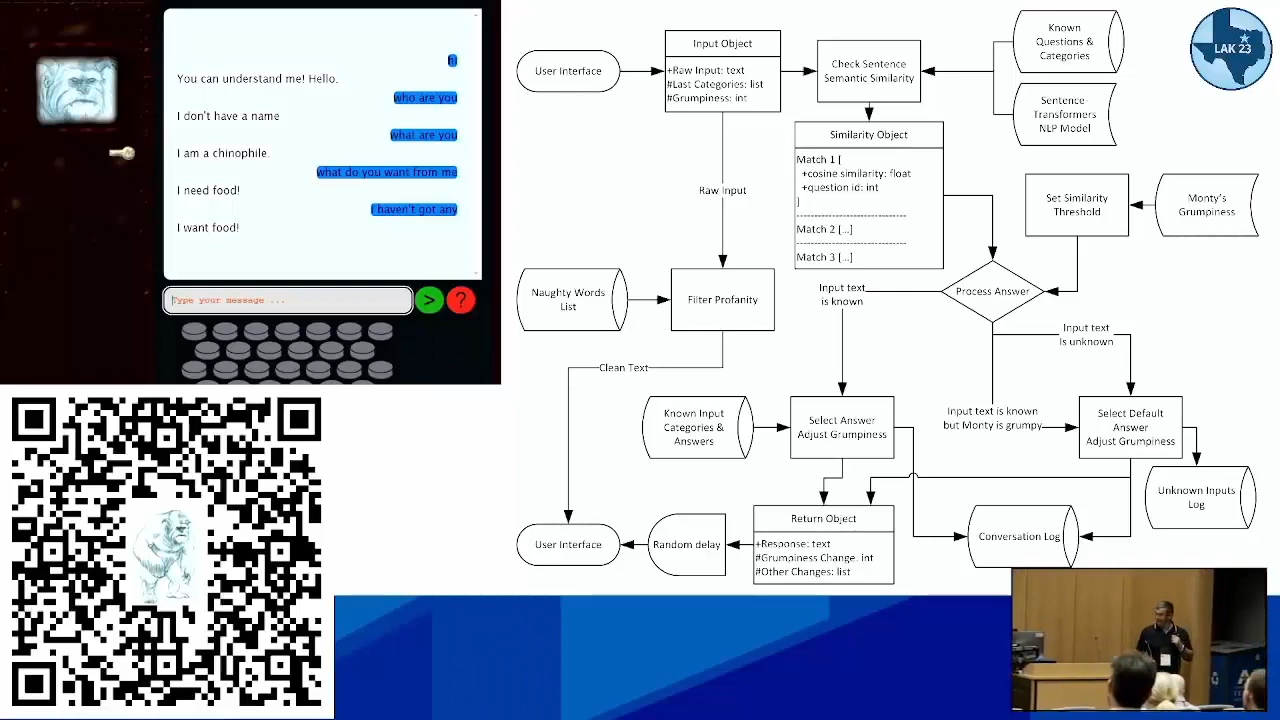 hi
You can understand me! Hello.
who are you
I don't have a name
what are you
I am a chinophile.
what do you want from me
I need food!
I haven't got any
I want food!
Type your message ...
>
?
User Interface
Input Object
+Raw Input: text
#Last Categories: list
#Grumpiness: int
Check Sentence
Semantic Similarity
Known
Questions &
Categories
Sentence-
Transformers
NLP Model
LAK 23
Similarity Object
Match 1 [
+cosine similarity: float
+question id: int
]
Match 2 [...]
Match 3 [...]
Raw Input
Set Similarity
Threshold
Monty's
Grumpiness
Naughty Words
List
Filter Profanity
Input text
is known
Process Answer
Input text
is unknown
Clean Text
Known Input
Categories &
Answers
Select Answer
Adjust Grumpiness
Input text is known
but Monty is grumpy
Select Default
Answer
Adjust Grumpiness
Unknown Inputs
Log
User Interface
Random delay
Return Object
+Response: text
#Grumpiness Change: int
#Other Changes: list
Conversation Log